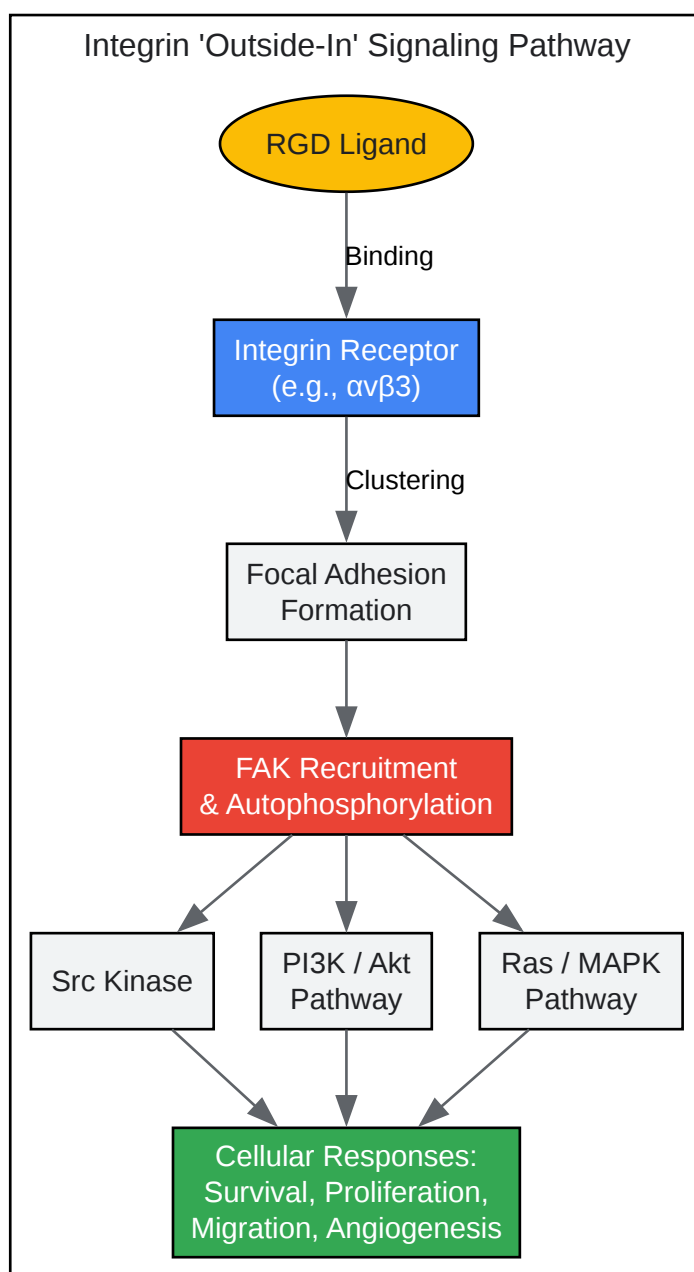 Integrin 'Outside-In' Signaling Pathway
RGD Ligand
Binding
Integrin Receptor
(e.g., αvβ3)
Clustering
Focal Adhesion
Formation
FAK Recruitment
& Autophosphorylation
Src Kinase
PI3K / Akt
Pathway
Ras / MAPK
Pathway
Cellular Responses:
Survival, Proliferation,
Migration, Angiogenesis